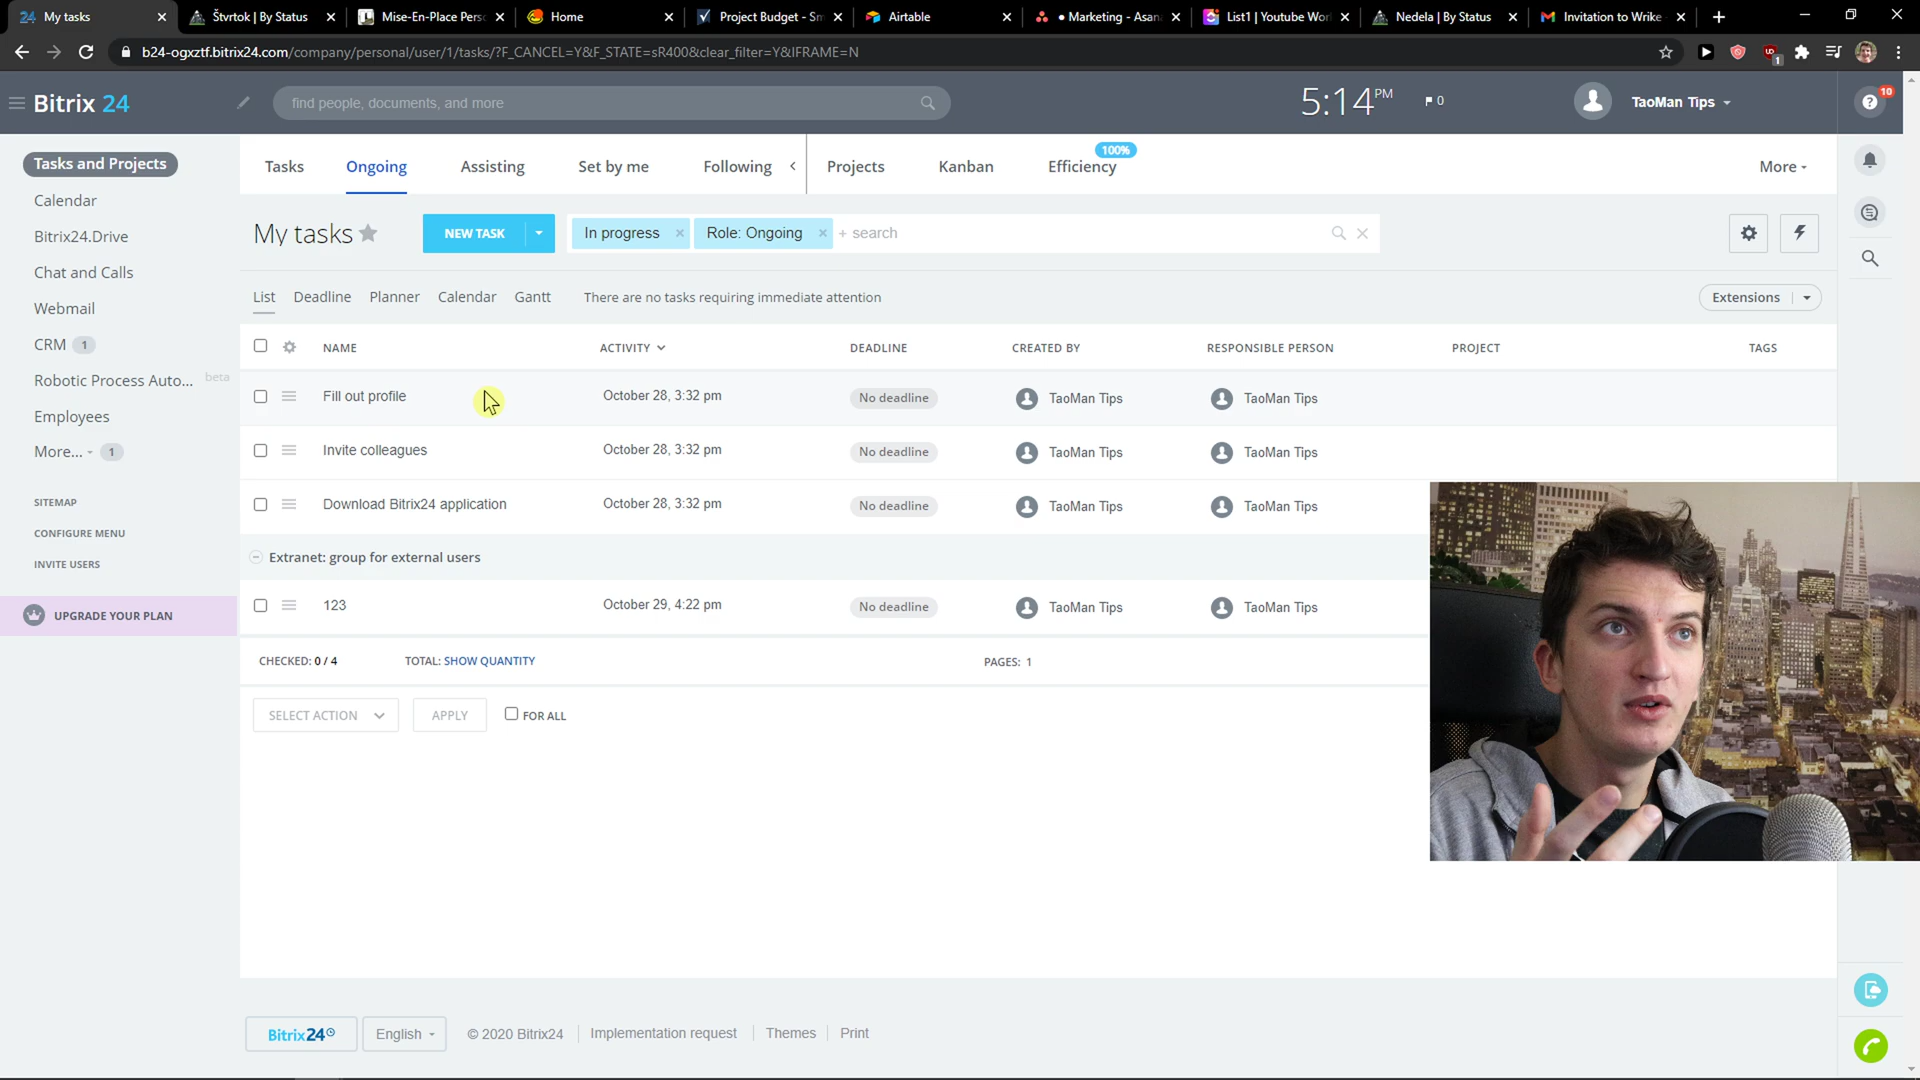 24 My tasks
Štvrtok | By Status
Mise-En-Place Pers
Home
Project Budget - Sm
Airtable
• Marketing - Asan
List1 | Youtube Wor
Nedela | By Status
Invitation to Wrike
b24-ogxztf.bitrix24.com/company/personal/user/1/tasks/?F_CANCEL=Y&F_STATE=sR400&clear_filter=Y&IFRAME=N
1
Bitrix 24
find people, documents, and more
5:14 PM
0
TaoMan Tips
10
Tasks and Projects
Calendar
Bitrix24.Drive
Chat and Calls
Webmail
CRM 1
Robotic Process Auto... beta
Employees
More... 1
SITEMAP
CONFIGURE MENU
INVITE USERS
UPGRADE YOUR PLAN
Tasks
Ongoing
Assisting
Set by me
Following
Projects
Kanban
Efficiency
100%
More
My tasks
NEW TASK
In progress
Role: Ongoing
+ search
List
Deadline
Planner
Calendar
Gantt
There are no tasks requiring immediate attention
Extensions
NAME ACTIVITY DEADLINE CREATED BY RESPONSIBLE PERSON PROJECT TAGS
Fill out profile October 28, 3:32 pm No deadline TaoMan Tips TaoMan Tips
Invite colleagues October 28, 3:32 pm No deadline TaoMan Tips TaoMan Tips
Download Bitrix24 application October 28, 3:32 pm No deadline TaoMan Tips TaoMan Tips
Extranet: group for external users
123 October 29, 4:22 pm No deadline TaoMan Tips TaoMan Tips
CHECKED: 0 / 4 TOTAL: SHOW QUANTITY PAGES: 1
SELECT ACTION APPLY FOR ALL
Bitrix24 English © 2020 Bitrix24 Implementation request Themes Print